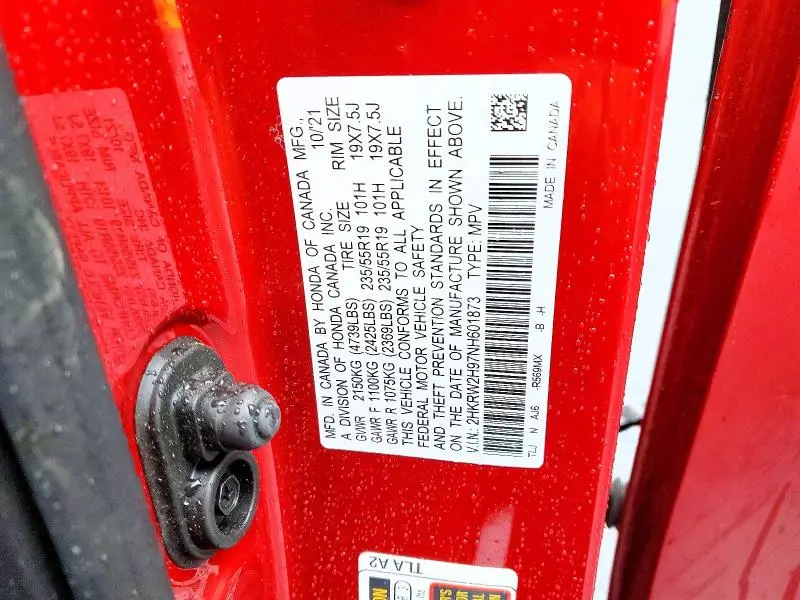 MFD. IN CANADA BY HONDA OF CANADA MFG.,
A DIVISION OF HONDA CANADA INC. 10/'21
TIRE SIZE RIM SIZE
GVWR 2150KG (4739LBS)
GAWR F 1100KG (2425LBS) 235/55R19 101H 19X7.5J
GAWR R 1075KG (2369LBS) 235/55R19 101H 19X7.5J
THIS VEHICLE CONFORMS TO ALL APPLICABLE
FEDERAL MOTOR VEHICLE SAFETY
AND THEFT PREVENTION STANDARDS IN EFFECT
ON THE DATE OF MANUFACTURE SHOWN ABOVE.
V.I.N. 2HKRW2H97NH601873 TYPE: MPV
TLJ N AJ6 -R569MX -B -H
MADE IN CANADA
TLA A2